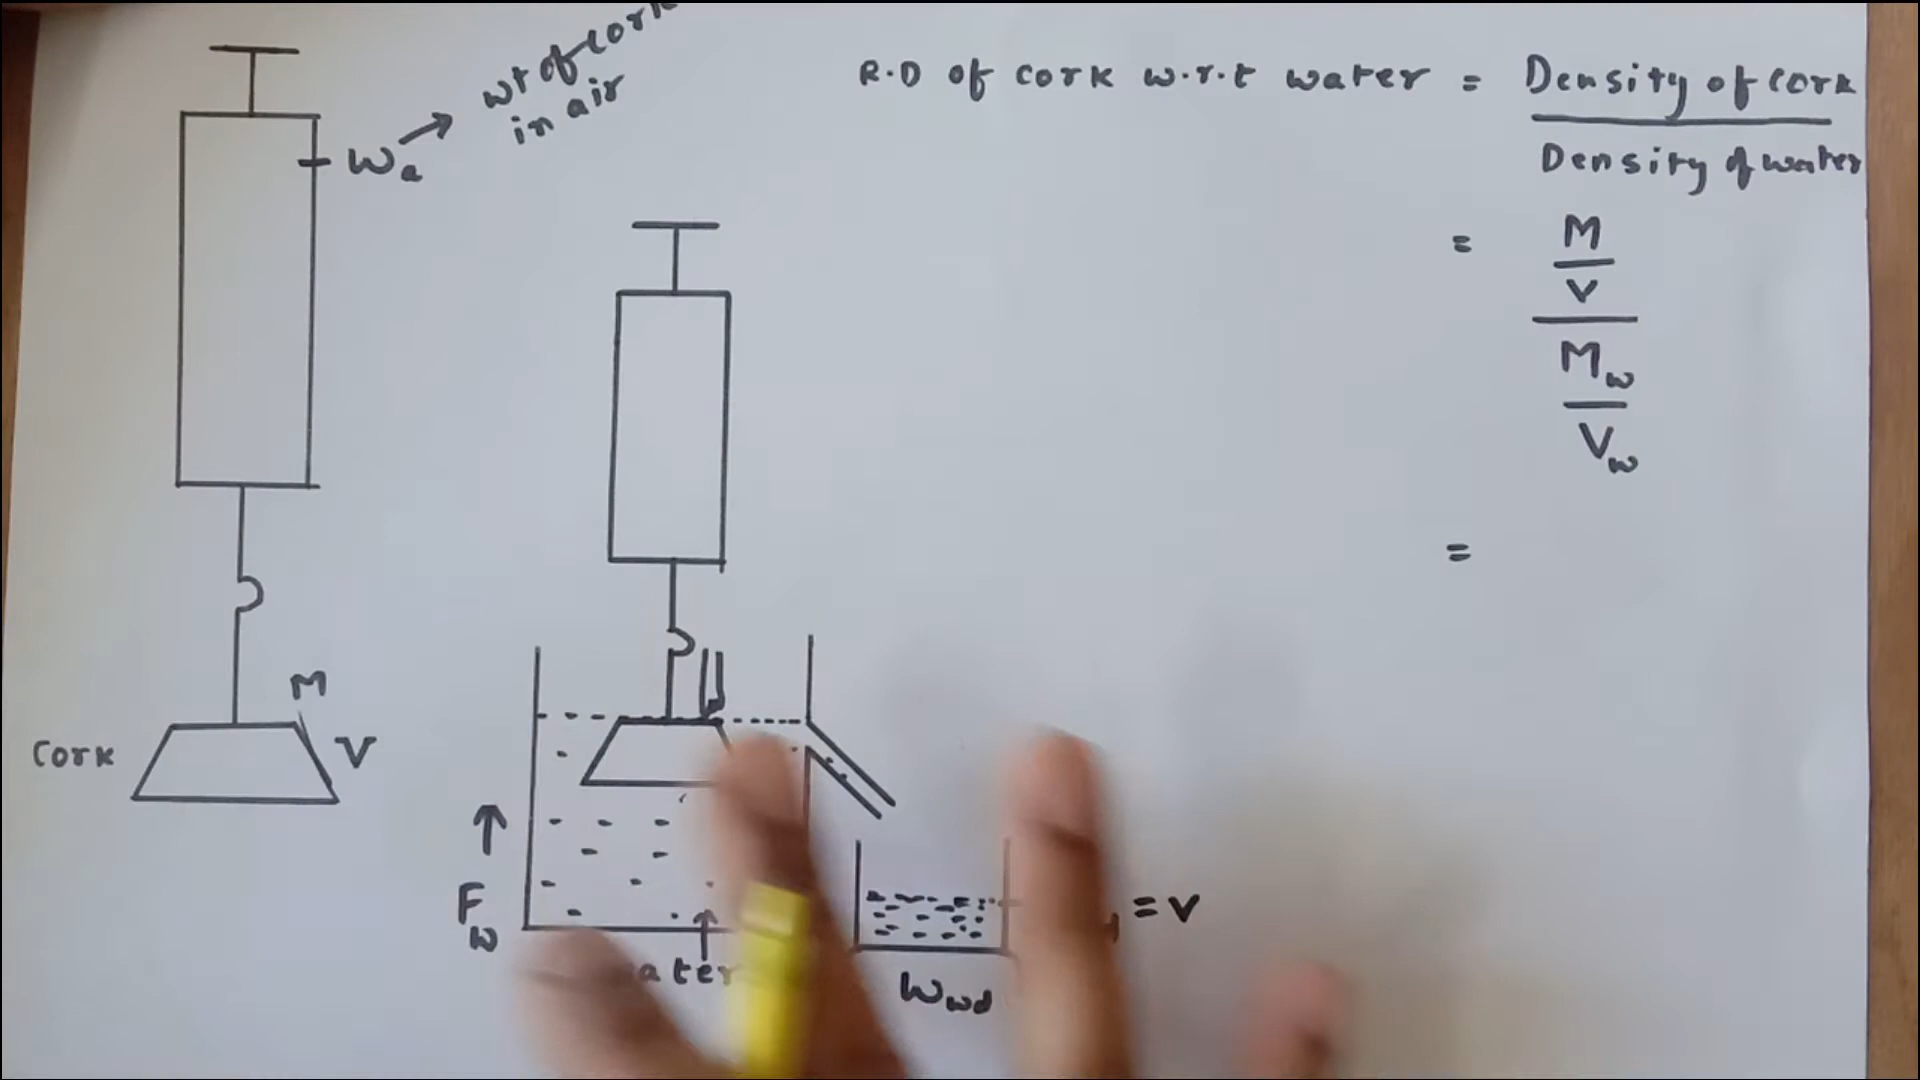 wt of cork
in air
Wa
R.D of cork w.r.t water = Density of cork
Density of water
= M
V
Mw
Vw
=
M
Cork
V
Fw
= V
Wwd